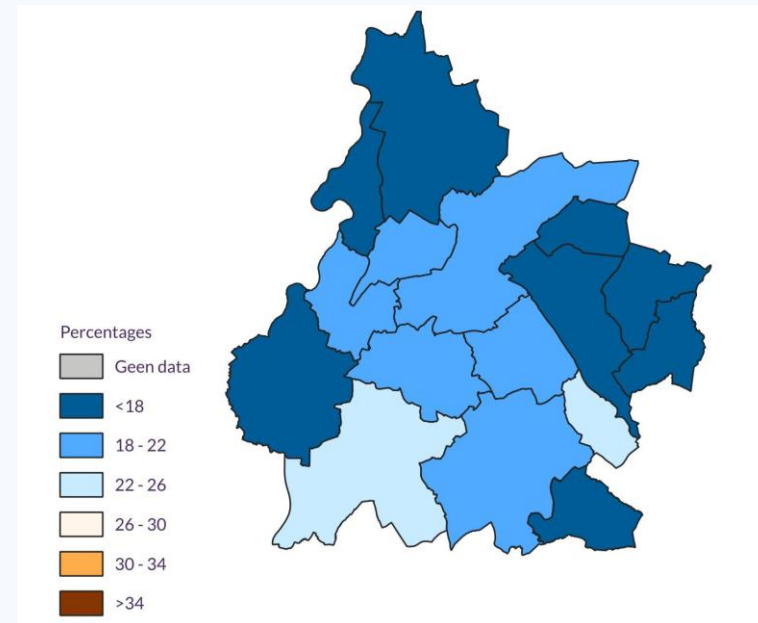 Percentages
Geen data
<18
18 - 22
22 - 26
26 - 30
30 - 34
>34